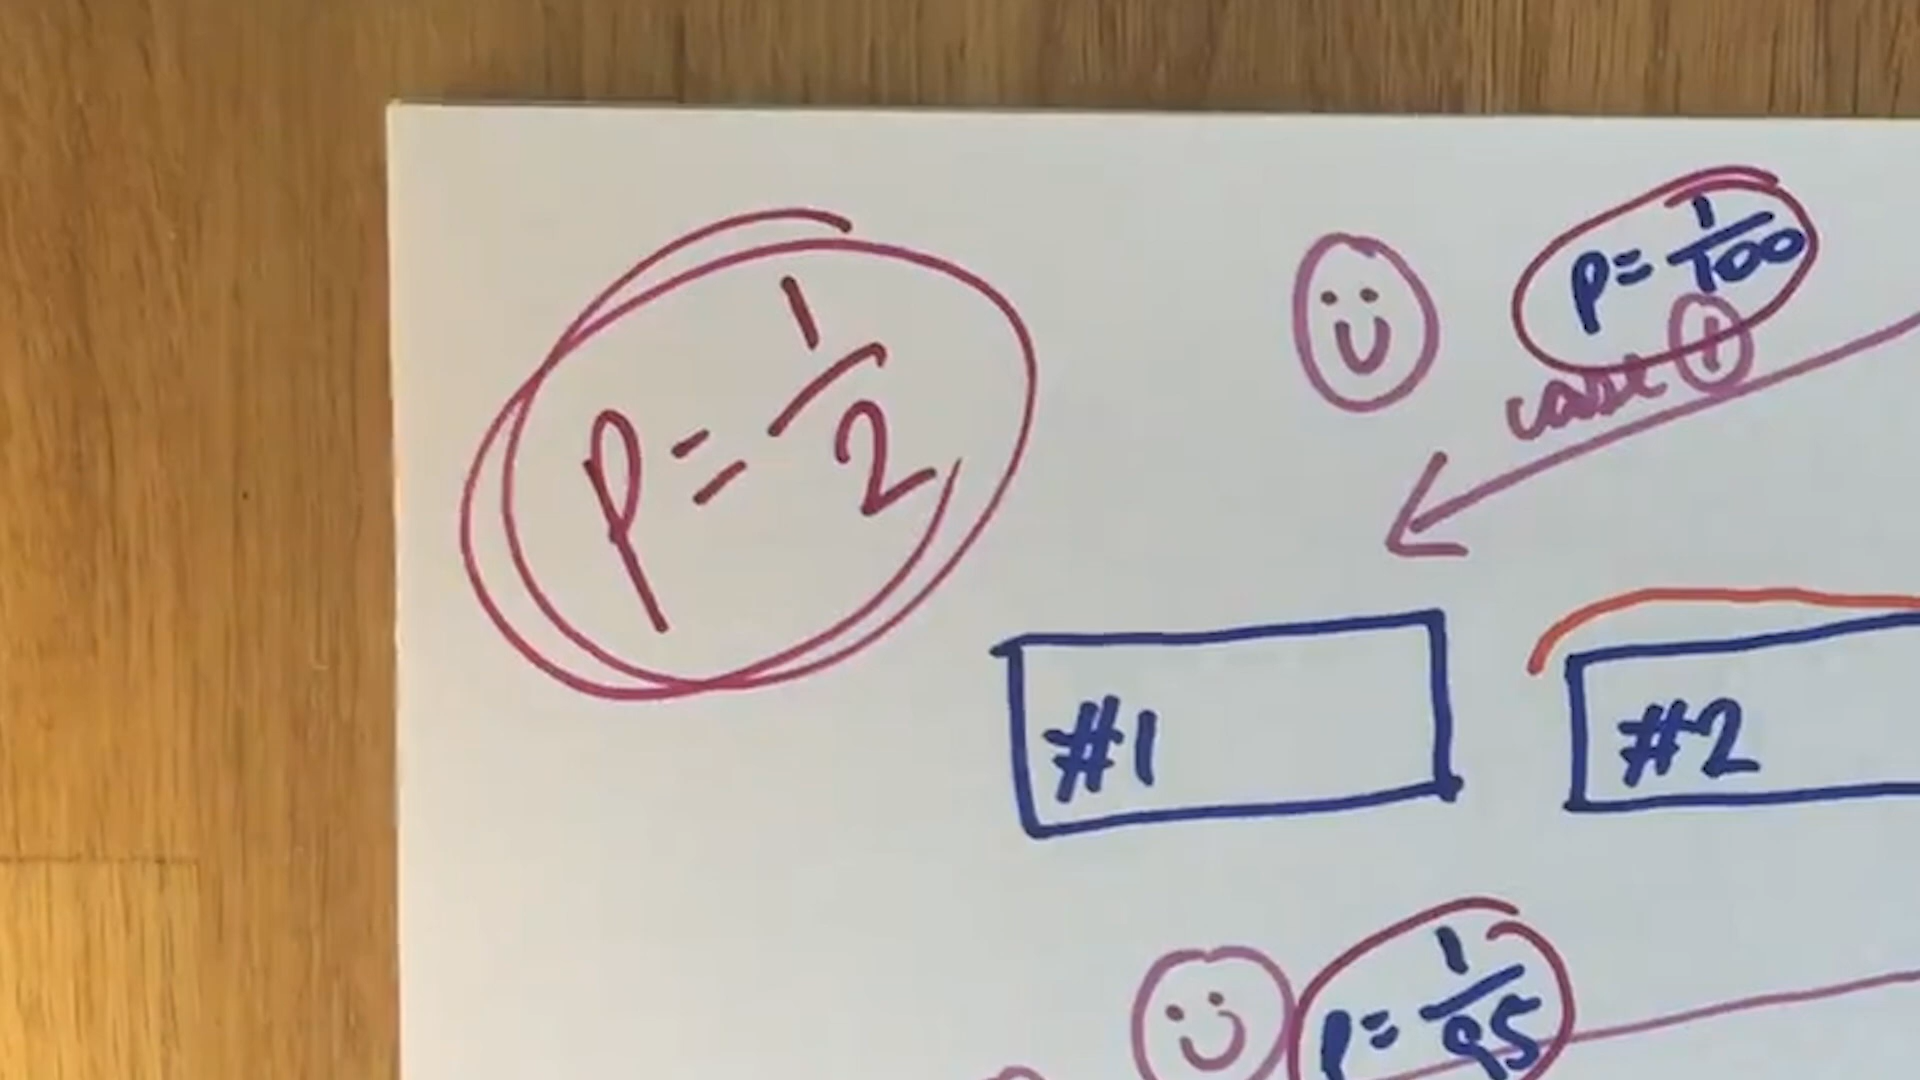 p = 1/2
p = 1/100
case 1
#1
#2
p = 1/95